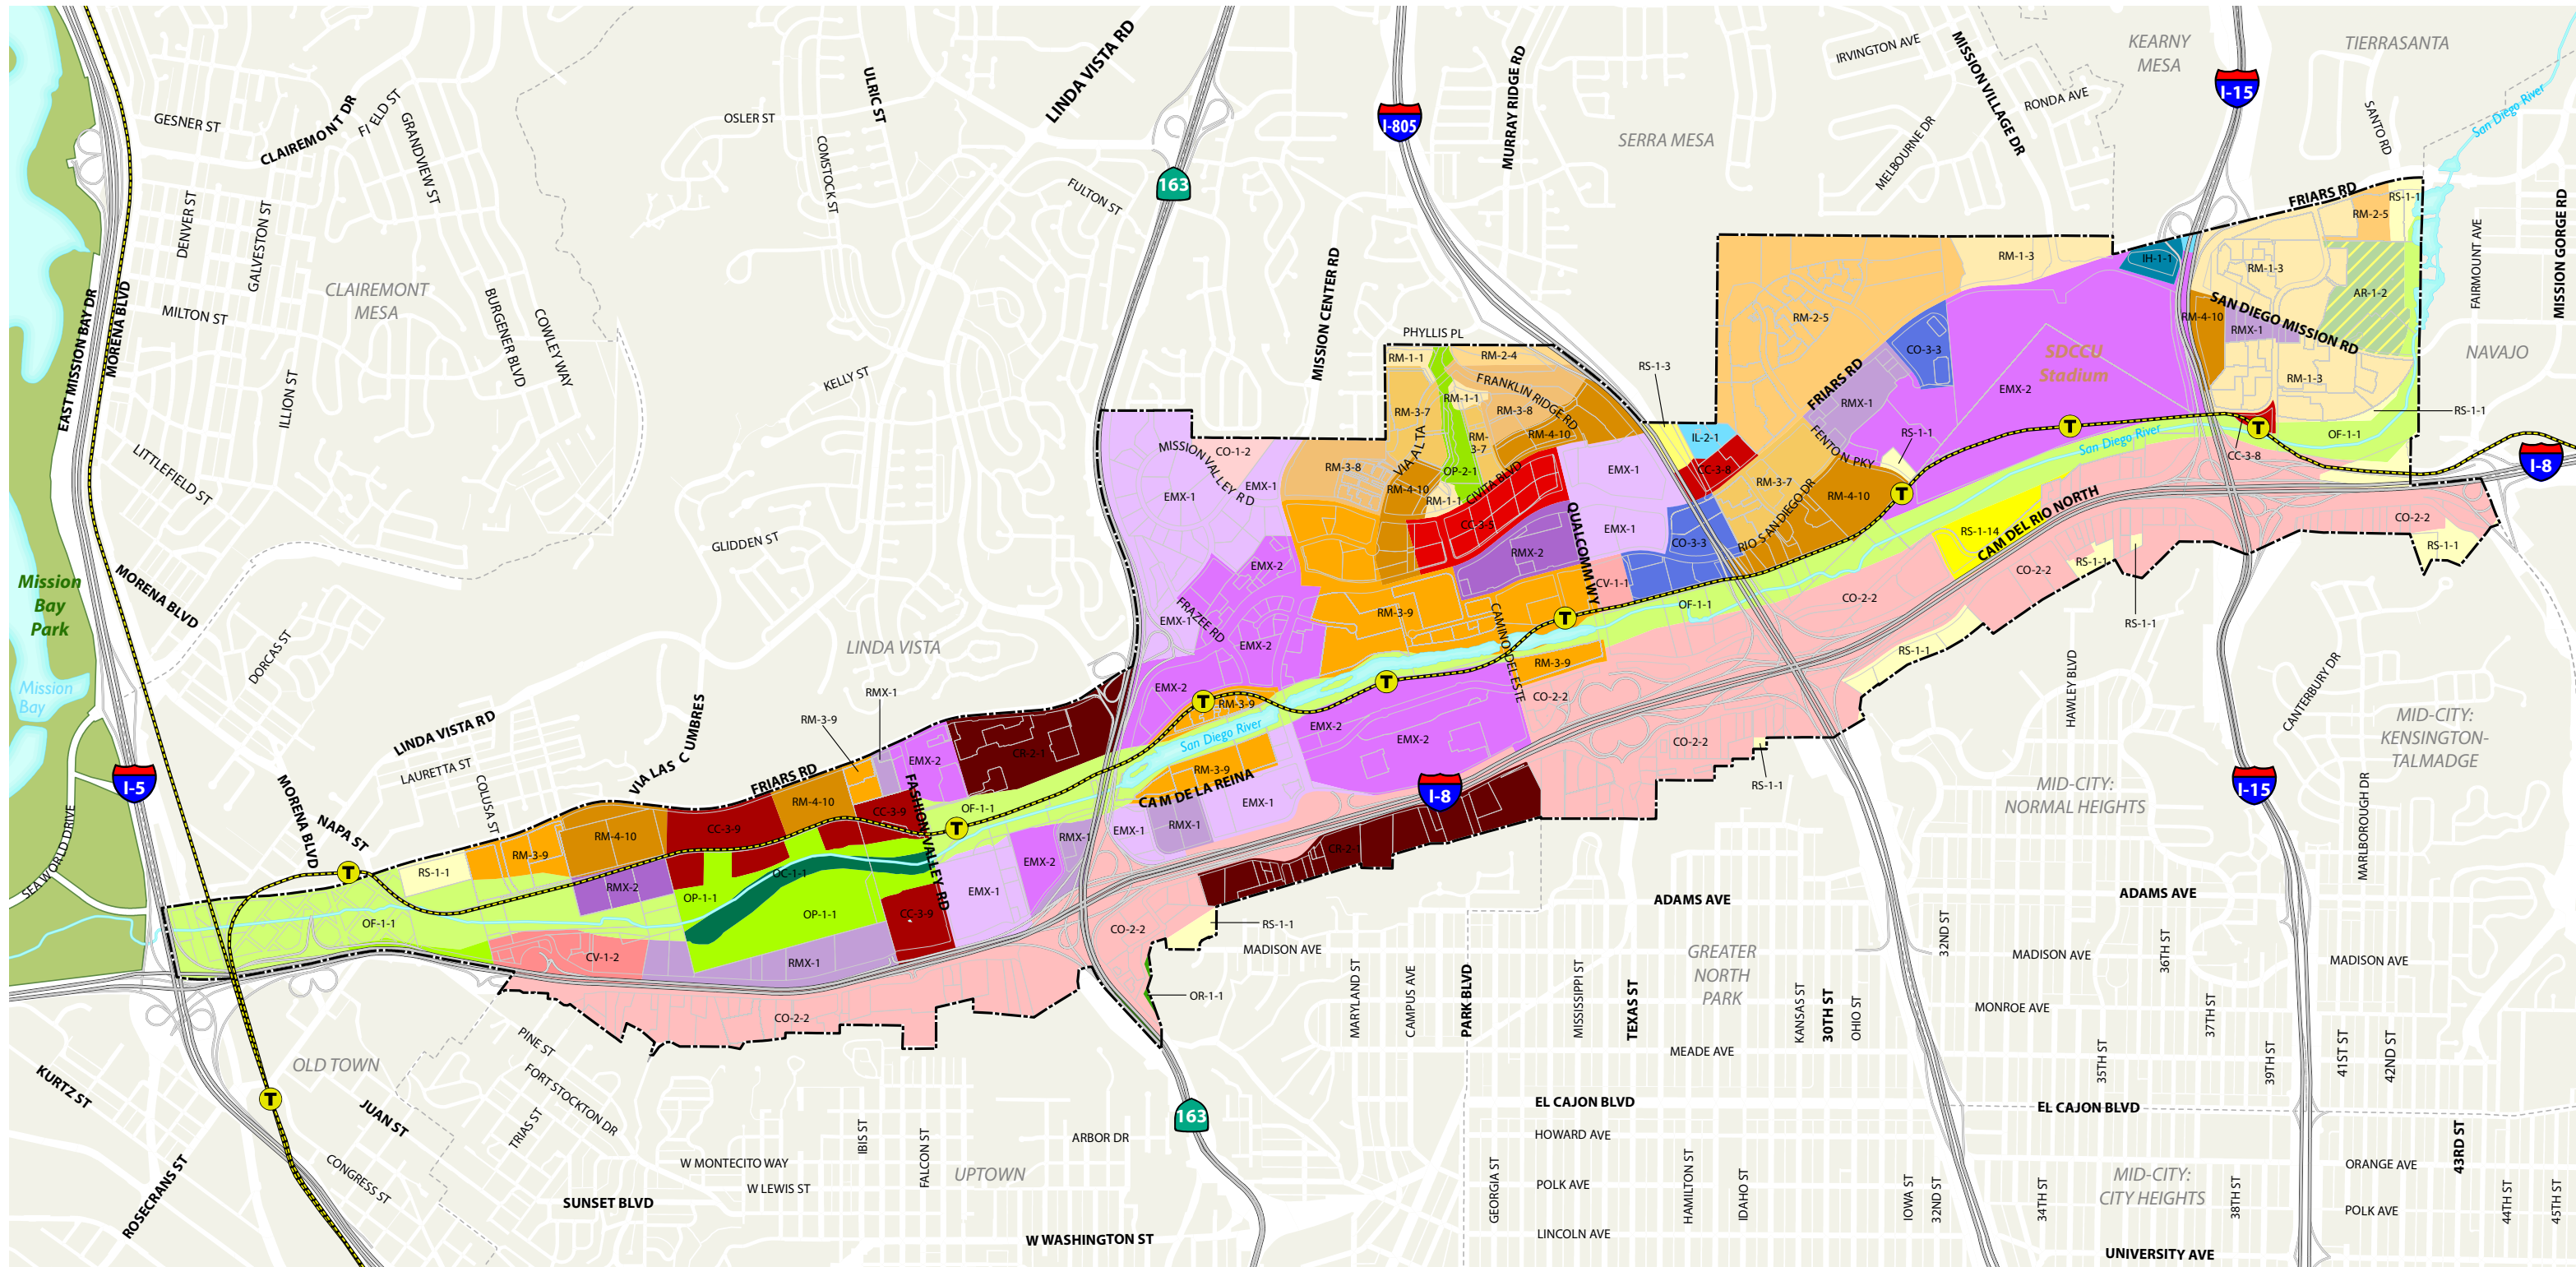 KEARNY
MESA
TIERRASANTA
IRVINGTON AVE
MISSION VILLAGE DR
LINDA VISTA RD
ULRIC ST
MURRAY RIDGE RD
I-15
RONDA AVE
SANTO RD
San Diego River
GESNER ST
CLAIREMONT DR
FIELD ST
GRANDVIEW ST
OSLER ST
COMSTOCK ST
I-805
SERRA MESA
MELBOURNE DR
163
FULTON ST
FRIARS RD
RS-1-1
RM-2-5
MISSION GORGE RD
FAIRMOUNT AVE
DENVER ST
GALVESTON ST
CLAIREMONT
MESA
MILTON ST
BURGENER BLVD
COWLEY WAY
EAST MISSION BAY DR
MORENA BLVD
MISSION CENTER RD
RM-1-3
IH-1-1
RM-1-3
AR-1-2
SAN DIEGO MISSION RD
RM-4-10
RMX-1
RM-2-5
CO-3-3
SDCCU
Stadium
EMX-2
NAVAJO
RM-1-3
RS-1-1
PHYLLIS PL
RM-1-1
RM-2-4
RS-1-3
FRIARS RD
RMX-1
KELLY ST
ILLION ST
FRANKLIN RIDGE RD
RM-1-1
RM-3-7
RM-3-8
RM-4-10
RM-
3-7
VIA ALTA
OP-2-1
IL-2-1
CC-3-8
FENTON PKY
RS-1-1
T
San Diego River
T
OF-1-1
CC-3-8
I-8
LITTLEFIELD ST
MISSION VALLEY RD
CO-1-2
EMX-1
EMX-1
RM-3-8
RM-4-10
RM-1-1
CIVITA BLVD
EMX-1
RM-3-7
RM-4-10
T
RIO SAN DIEGO DR
CC-3-5
QUALCOMM WY
EMX-1
CO-3-3
RS-1-14
CAM DEL RIO NORTH
CO-2-2
RS-1-1
GLIDDEN ST
RMX-2
EMX-2
CV-1-1
CO-2-2
RS-1-1
RS-1-1
Mission
Bay
Park
MORENA BLVD
FRAZEE RD
EMX-1
EMX-2
RM-3-9
CAMINO DEL ESTE
T
OF-1-1
CO-2-2
RS-1-1
DORCAS ST
LINDA VISTA
RM-3-9
CO-2-2
HAWLEY BLVD
CANTERBURY DR
Mission
Bay
EMX-2
T
RM-3-9
T
LINDA VISTA RD
VIA LAS CUMBRES
RMX-1
RM-3-9
San Diego River
EMX-2
EMX-2
CO-2-2
RS-1-1
MID-CITY:
KENSINGTON-
TALMADGE
I-5
LAURETTA ST
COLUSA ST
FRIARS RD
EMX-2
CR-2-1
RM-3-9
CAM DE LA REINA
EMX-1
I-8
MID-CITY:
NORMAL HEIGHTS
I-15
MARLBOROUGH DR
SEA WORLD DRIVE
MORENA BLVD
NAPA ST
RM-4-10
RM-4-10
CC-3-9
CC-3-9
FASHION VALLEY RD
OF-1-1
T
EMX-1
RMX-1
RMX-1
CR-2-1
T
RS-1-1
RM-3-9
RMX-2
OC-1-1
EMX-2
OP-1-1
OP-1-1
EMX-1
CC-3-9
OF-1-1
CV-1-2
RMX-1
CO-2-2
RS-1-1
OR-1-1
CO-2-2
ADAMS AVE
ADAMS AVE
MADISON AVE
MADISON AVE
MADISON AVE
GREATER
NORTH
PARK
MARYLAND ST
CAMPUS AVE
PARK BLVD
MISSISSIPPI ST
TEXAS ST
KANSAS ST
30TH ST
OHIO ST
32ND ST
36TH ST
MONROE AVE
37TH ST
MEADE AVE
35TH ST
39TH ST
41ST ST
42ND ST
OLD TOWN
PINE ST
FORT STOCKTON DR
KURTZ ST
T
JUAN ST
TRIAS ST
CONGRESS ST
ROSECRANS ST
IBIS ST
FALCON ST
ARBOR DR
163
EL CAJON BLVD
EL CAJON BLVD
HOWARD AVE
43RD ST
W MONTECITO WAY
W LEWIS ST
UPTOWN
SUNSET BLVD
W WASHINGTON ST
GEORGIA ST
POLK AVE
HAMILTON ST
IDAHO ST
IOWA ST
32ND ST
34TH ST
MID-CITY:
CITY HEIGHTS
38TH ST
ORANGE AVE
POLK AVE
44TH ST
45TH ST
LINCOLN AVE
UNIVERSITY AVE